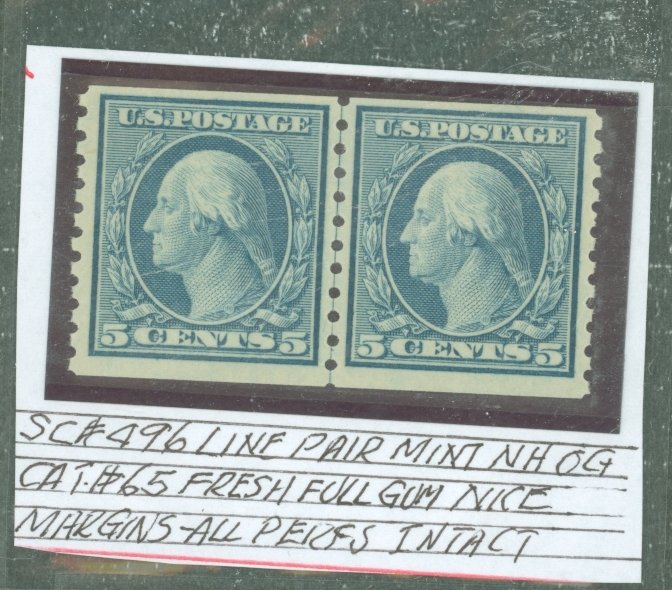 U.S.POSTAGE U.S.POSTAGE
5 CENTS 5 5 CENTS 5
SC#496 LINE PAIR MINT NH OG
CAT.#65 FRESH FULL GUM NICE
MARGINS-ALL PERFS INTACT